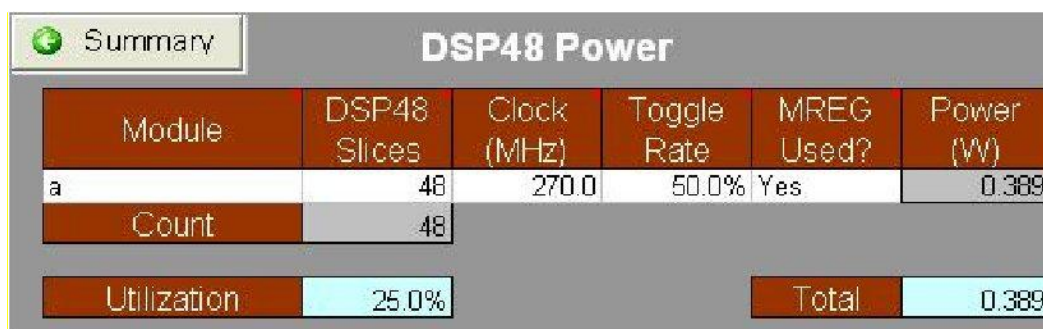 Summary
DSP48 Power
Module DSP48 Slices Clock (MHz) Toggle Rate MREG Used? Power (W)
a 48 270.0 50.0% Yes 0.389
Count 48
Utilization 25.0% Total 0.389